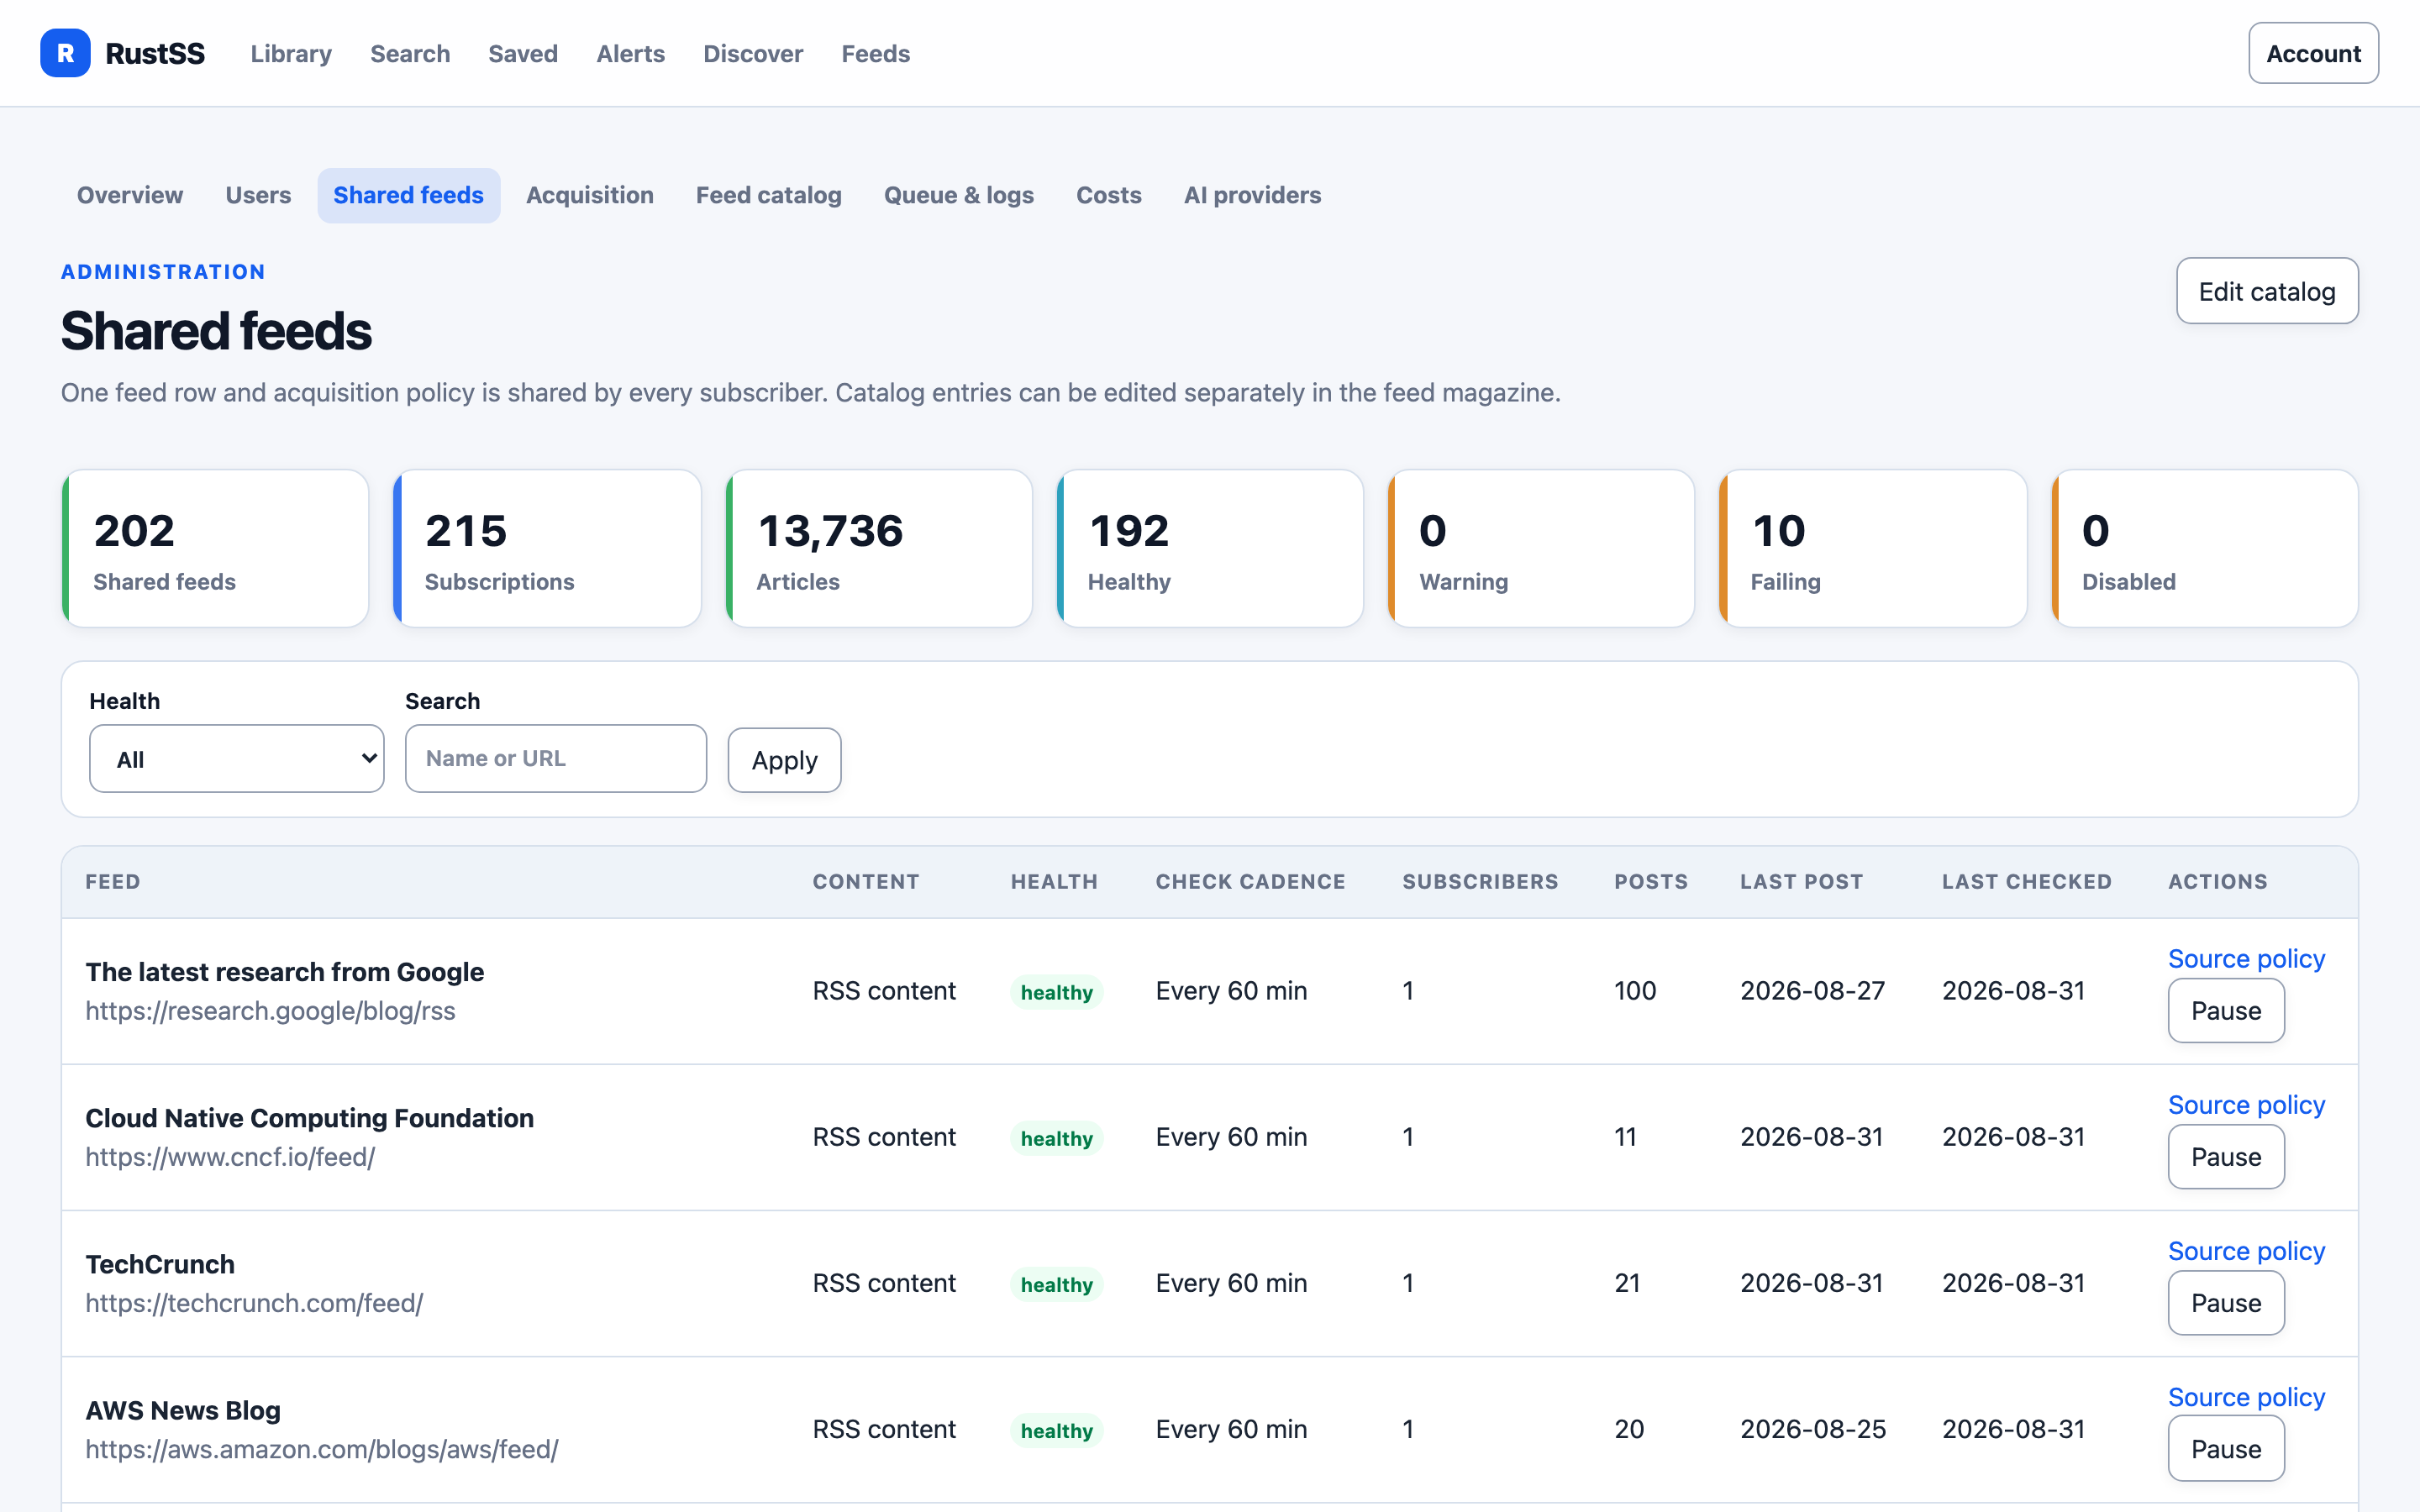 R RustSS Library Search Saved Alerts Discover Feeds Account
Overview Users Shared feeds Acquisition Feed catalog Queue & logs Costs AI providers
ADMINISTRATION
Edit catalog
Shared feeds
One feed row and acquisition policy is shared by every subscriber. Catalog entries can be edited separately in the feed magazine.
202 215 13,736 192 0 10 0
Shared feeds Subscriptions Articles Healthy Warning Failing Disabled
Health Search
All Name or URL Apply
FEED CONTENT HEALTH CHECK CADENCE SUBSCRIBERS POSTS LAST POST LAST CHECKED ACTIONS
The latest research from Google
https://research.google/blog/rss
RSS content healthy Every 60 min 1 100 2026-08-27 2026-08-31
Source policy
Pause
Cloud Native Computing Foundation
https://www.cncf.io/feed/
RSS content healthy Every 60 min 1 11 2026-08-31 2026-08-31
Source policy
Pause
TechCrunch
https://techcrunch.com/feed/
RSS content healthy Every 60 min 1 21 2026-08-31 2026-08-31
Source policy
Pause
AWS News Blog
https://aws.amazon.com/blogs/aws/feed/
RSS content healthy Every 60 min 1 20 2026-08-25 2026-08-31
Source policy
Pause